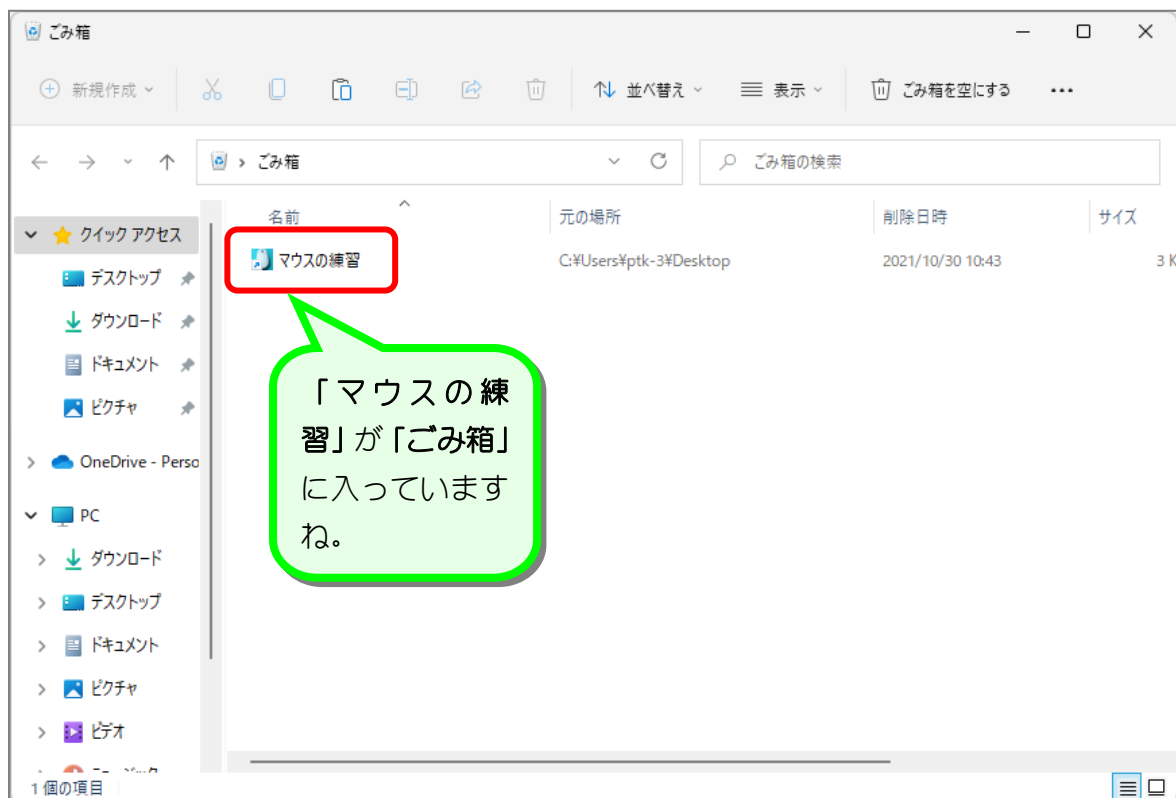 ごみ箱
新規作成
並べ替え
表示
ごみ箱を空にする
ごみ箱
ごみ箱の検索
名前
元の場所
削除日時
サイズ
マウスの練習
C:¥Users¥ptk-3¥Desktop
2021/10/30 10:43
3 K
クイック アクセス
デスクトップ
ダウンロード
ドキュメント
ピクチャ
OneDrive - Perso
PC
ダウンロード
デスクトップ
ドキュメント
ピクチャ
ビデオ
「マウスの練
習」が「ごみ箱」
に入っています
ね。
1 個の項目